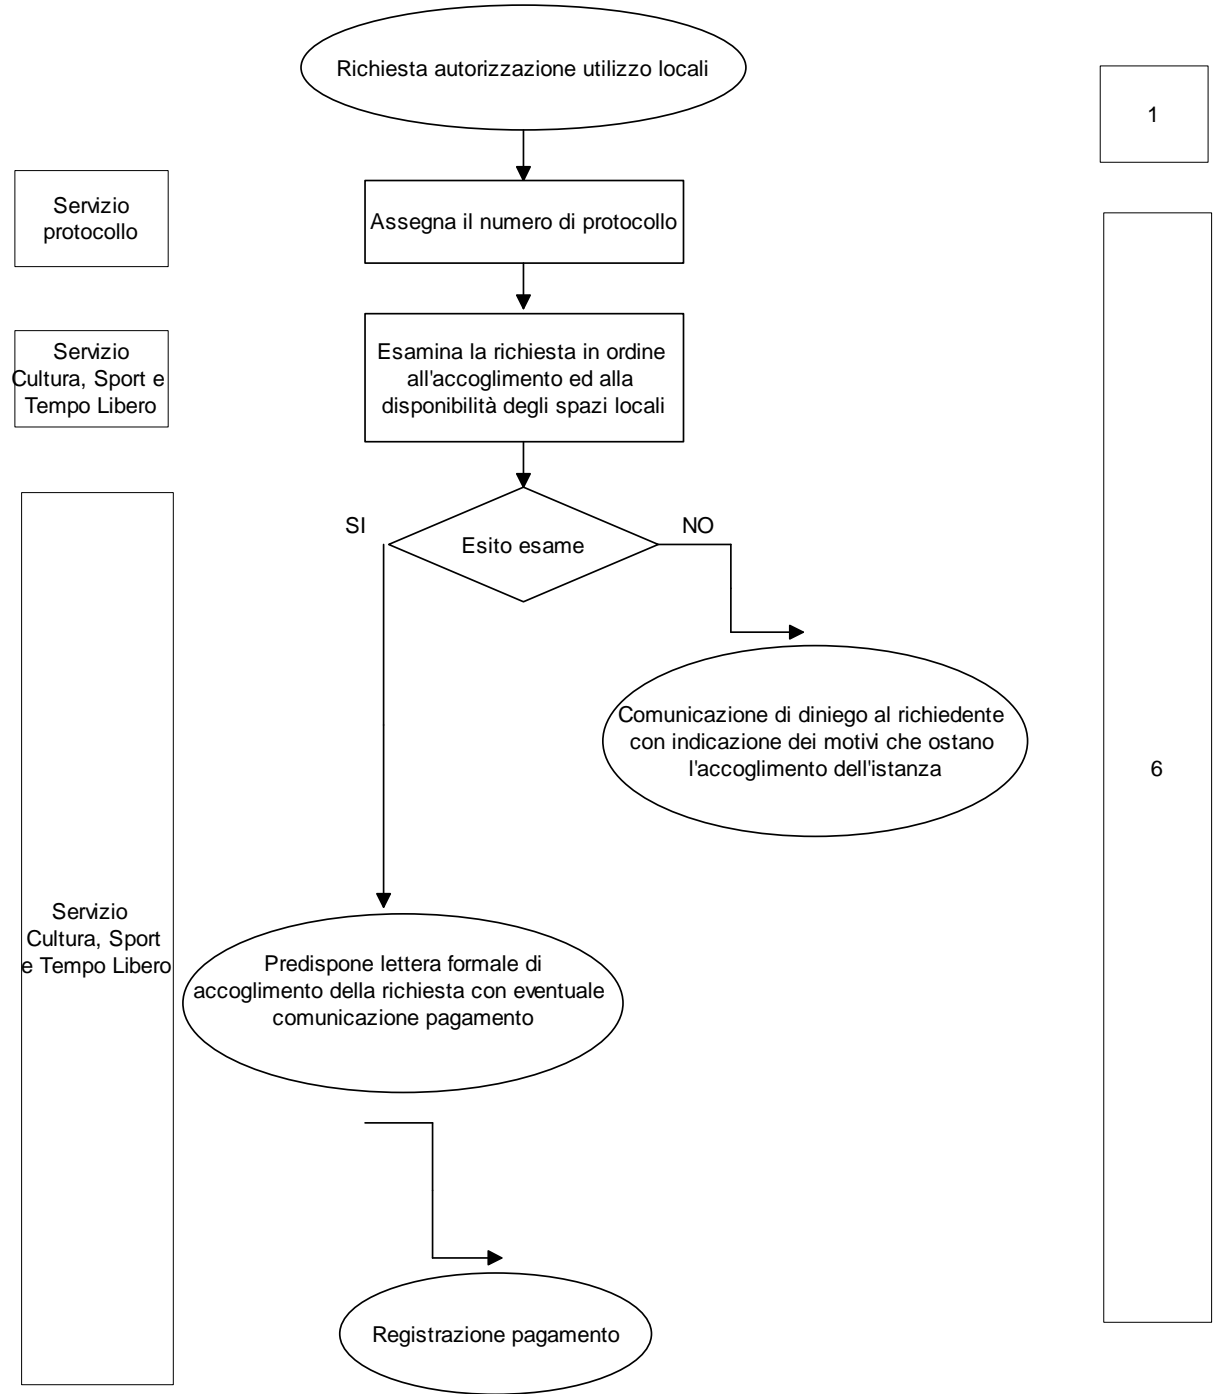 Richiesta autorizzazione utilizzo locali
1
Servizio
protocollo
Assegna il numero di protocollo
Servizio
Cultura, Sport e
Tempo Libero
Esamina la richiesta in ordine
all'accoglimento ed alla
disponibilità degli spazi locali
SI
NO
Esito esame
Comunicazione di diniego al richiedente
con indicazione dei motivi che ostano
l'accoglimento dell'istanza
6
Servizio
Cultura, Sport
e Tempo Libero
Predispone lettera formale di
accoglimento della richiesta con eventuale
comunicazione pagamento
Registrazione pagamento